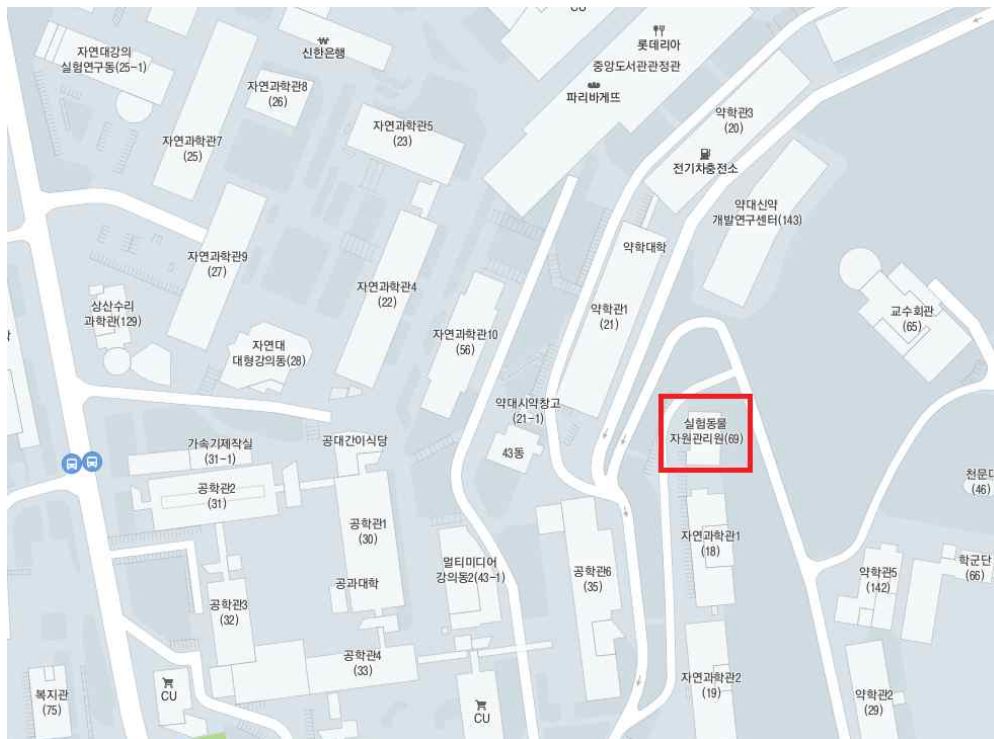 CU
롯데리아
중앙도서관관정관
파리바게뜨
자연대강의
실험연구동(25-1)
신한은행
자연과학관8
(26)
자연과학관5
(23)
자연과학관7
(25)
약학관3
(20)
전기차충전소
약대신약
개발연구센터(143)
약학대학
자연과학관9
(27)
자연과학관4
(22)
약학관1
(21)
교수회관
(65)
상산수리
과학관(129)
자연대
대형강의동(28)
자연과학관10
(56)
약대시약창고
(21-1)
43동
실험동물
자원관리원(69)
가속기제작실
(31-1)
공대간이식당
공학관2
(31)
천문대
(46)
공학관1
(30)
공과대학
자연과학관1
(18)
멀티미디어
강의동2(43-1)
공학관6
(35)
약학관5
(142)
학군단
(66)
공학관3
(32)
공학관4
(33)
자연과학관2
(19)
복지관
(75)
CU
CU
약학관2
(29)